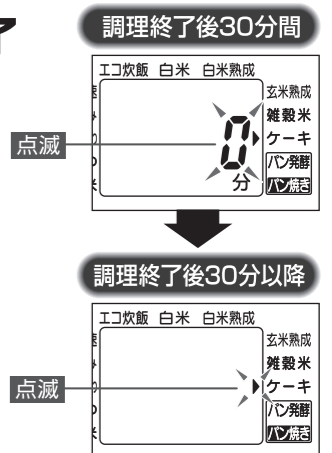 調理終了後30分間
エコ炊飯 白米 白米熟成
玄米熟成
雑穀米
ケーキ
パン発酵
パン焼き
0
分
点滅
調理終了後30分以降
エコ炊飯 白米 白米熟成
玄米熟成
雑穀米
ケーキ
パン発酵
パン焼き
点滅